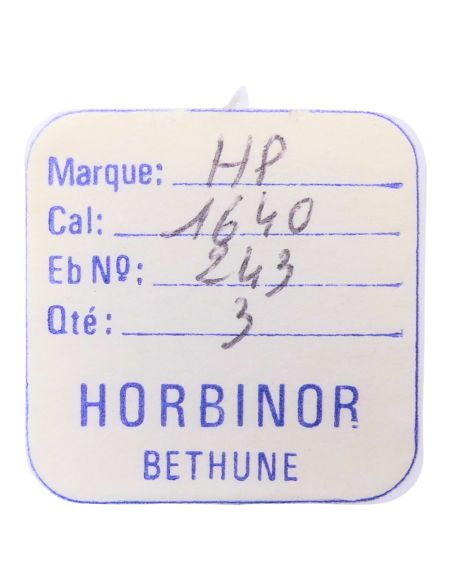 Marque: HP
Cal: 1640
Eb Nº: 243
Qté: 3
HORBINOR
BETHUNE